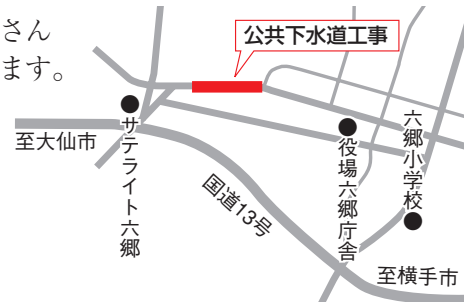 さん
ます。
公共下水道工事
至大仙市
サテライト六郷
国道13号
役場六郷庁舎
六郷小学校
至横手市